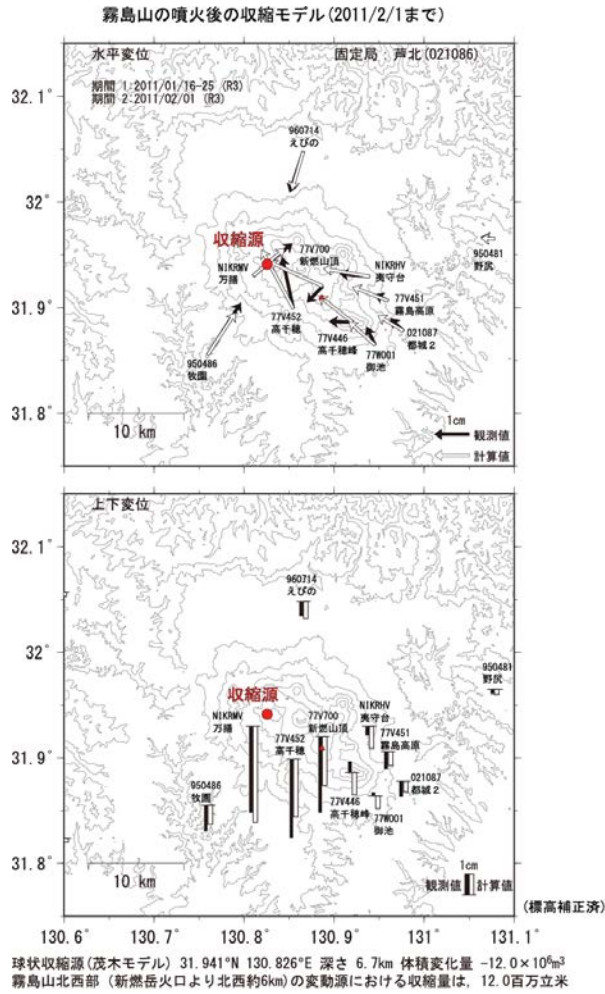 霧島山の噴火後の収縮モデル(2011/2/1まで)
水平変位
固定局：芦北(021086)
期間 1:2011/01/16-25 (R3)
期間 2:2011/02/01 (R3)
32.1°
32°
31.9°
31.8°
960714
えびの
収縮源
77V700
新燃山頂
NIKRMV
万膳
NIKRHV
夷守台
950481
野尻
77V451
霧島高原
77V452
高千穂
77V446
高千穂峰
021087
都城２
77W001
御池
950486
牧園
10 km
1cm
観測値
計算値
上下変位
32.1°
32°
31.9°
31.8°
960714
えびの
950481
野尻
収縮源
NIKRMV
万膳
77V700
新燃山頂
NIKRHV
夷守台
77V452
高千穂
77V451
霧島高原
950486
牧園
77V446
高千穂峰
021087
都城２
77W001
御池
10 km
1cm
観測値
計算値
(標高補正済)
130.6°
130.7°
130.8°
130.9°
131°
131.1°
球状収縮源(茂木モデル) 31.941°N 130.826°E 深さ 6.7km 体積変化量 -12.0×10⁶m³
霧島山北西部（新燃岳火口より北西約6km）の変動源における収縮量は，12.0百万立米